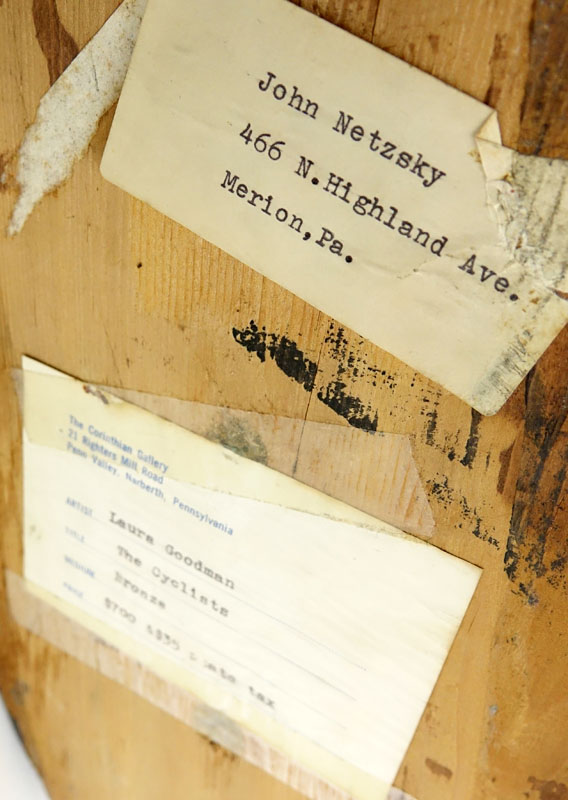 John Netzsky
466 N.Highland Ave.
Merion,Pa.
The Corinthian Gallery
21 Righters Mill Road
Penn Valley, Narberth, Pennsylvania
ARTIST Laura Goodman
TITLE The Cyclists
MEDIUM Bronze
PRICE $700 &$35 State tax